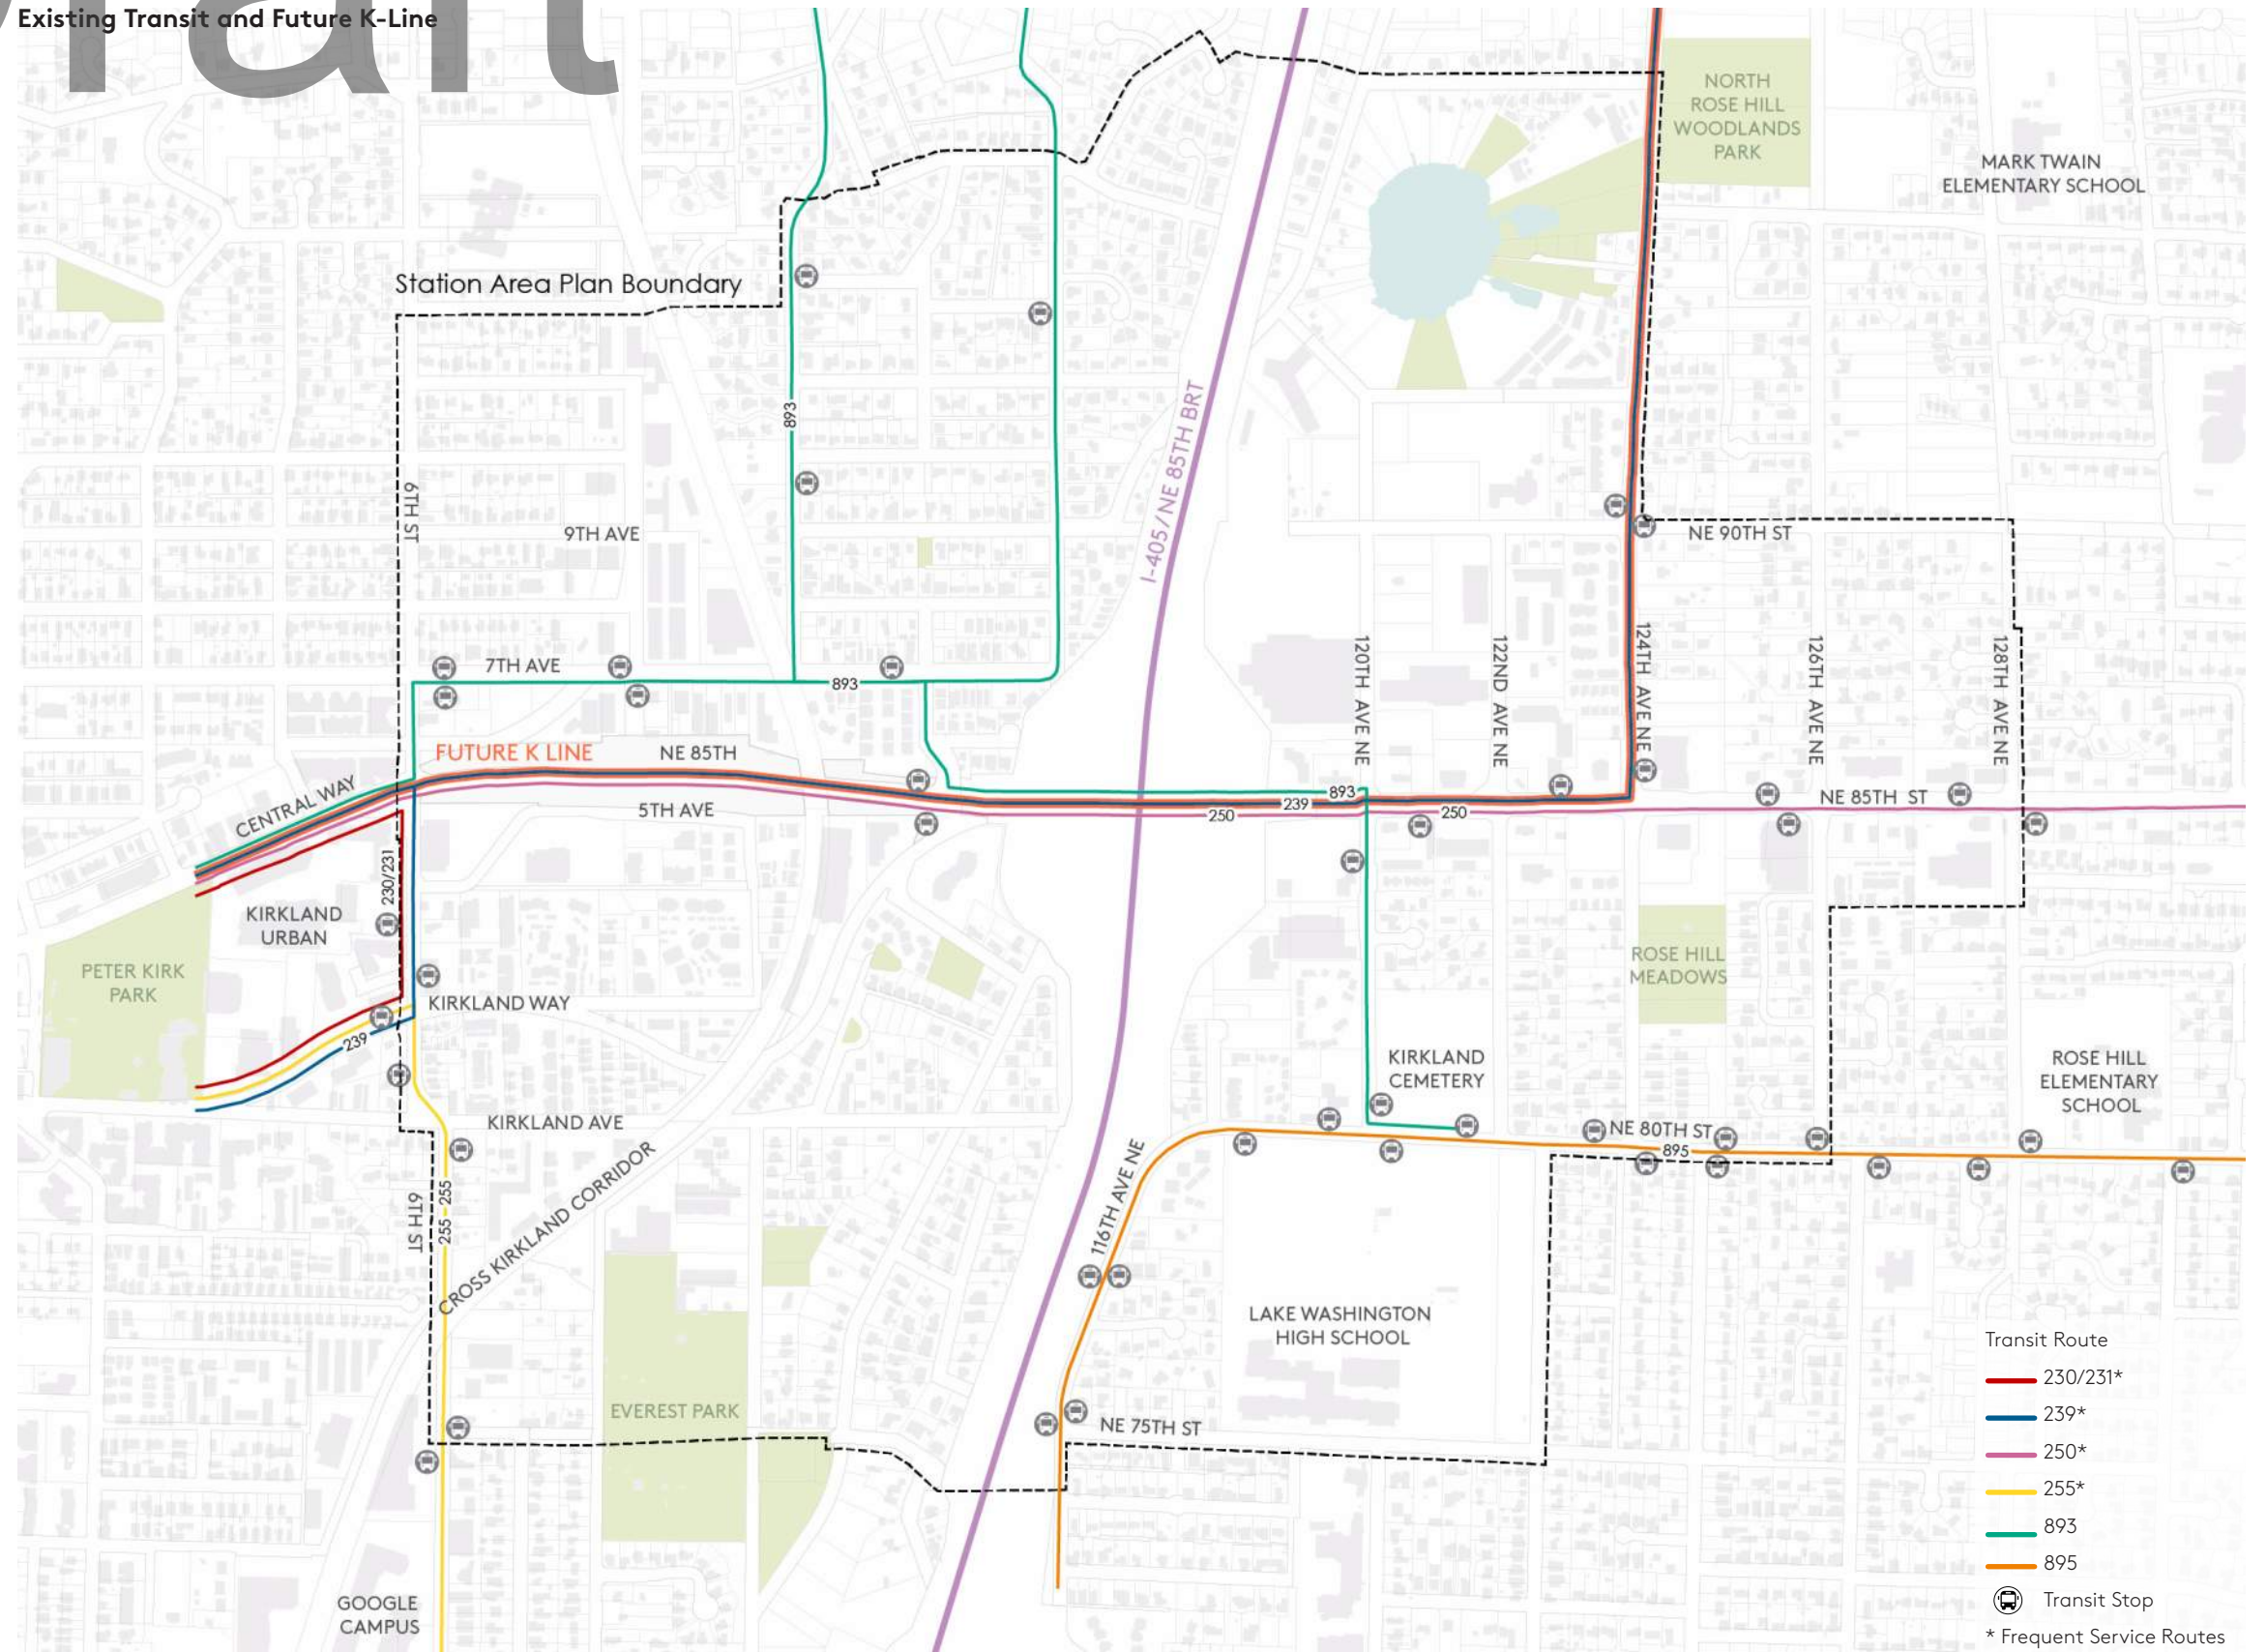 Existing Transit and Future K-Line
NORTH
ROSE HILL
WOODLANDS
PARK
MARK TWAIN
ELEMENTARY SCHOOL
Station Area Plan Boundary
893
I-405/NE 85TH BRT
6TH ST
9TH AVE
NE 90TH ST
120TH AVE NE
122ND AVE NE
124TH AVE NE
126TH AVE NE
128TH AVE NE
7TH AVE
893
FUTURE K LINE
NE 85TH
CENTRAL WAY
5TH AVE
893
239
250
250
NE 85TH ST
230/231
KIRKLAND
URBAN
PETER KIRK
PARK
KIRKLAND WAY
239
ROSE HILL
MEADOWS
KIRKLAND
CEMETERY
ROSE HILL
ELEMENTARY
SCHOOL
KIRKLAND AVE
NE 80TH ST
895
6TH ST
255
255
CROSS KIRKLAND CORRIDOR
116TH AVE NE
LAKE WASHINGTON
HIGH SCHOOL
EVEREST PARK
NE 75TH ST
GOOGLE
CAMPUS
Transit Route
230/231*
239*
250*
255*
893
895
Transit Stop
* Frequent Service Routes